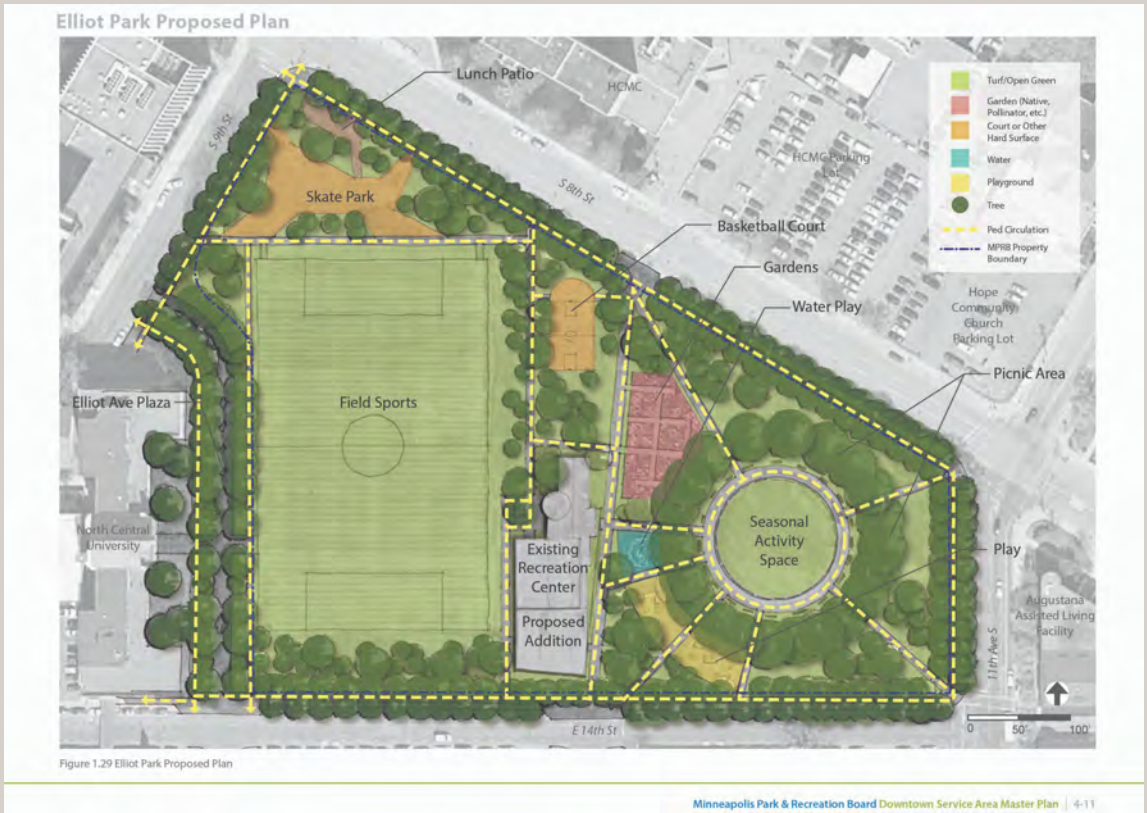 Elliot Park Proposed Plan
Lunch Patio
HCMC
Turf/Open Green
Garden (Native,
Pollinator, etc.)
Court or Other
Hard Surface
Water
Playground
Tree
Ped Circulation
MPRB Property
Boundary
S 9th St
HCMC Parking
Lot
S 8th St
Skate Park
Basketball Court
Gardens
Water Play
Hope
Community
Church
Parking Lot
Picnic Area
Elliot Ave Plaza
Field Sports
North Central
University
Seasonal
Activity
Space
Existing
Recreation
Center
Play
Proposed
Addition
Augustana
Assisted Living
Facility
11th Ave S
E 14th St
0 50' 100'
Figure 1.29 Elliot Park Proposed Plan
Minneapolis Park & Recreation Board Downtown Service Area Master Plan | 4-11